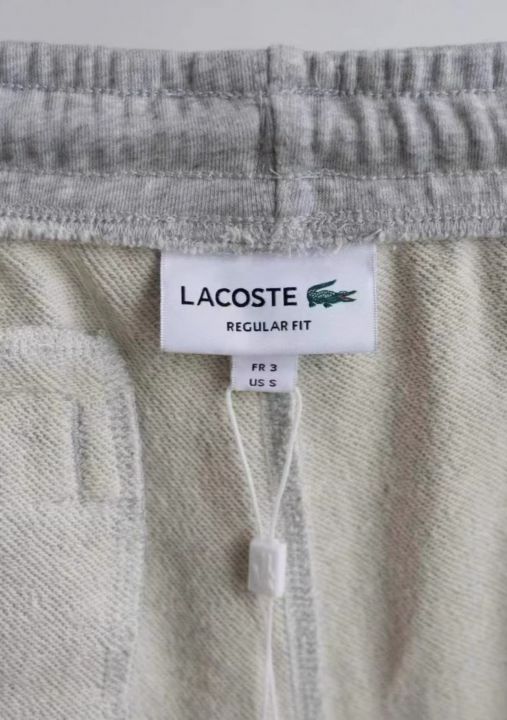 LACOSTE
REGULAR FIT
FR 3
US S